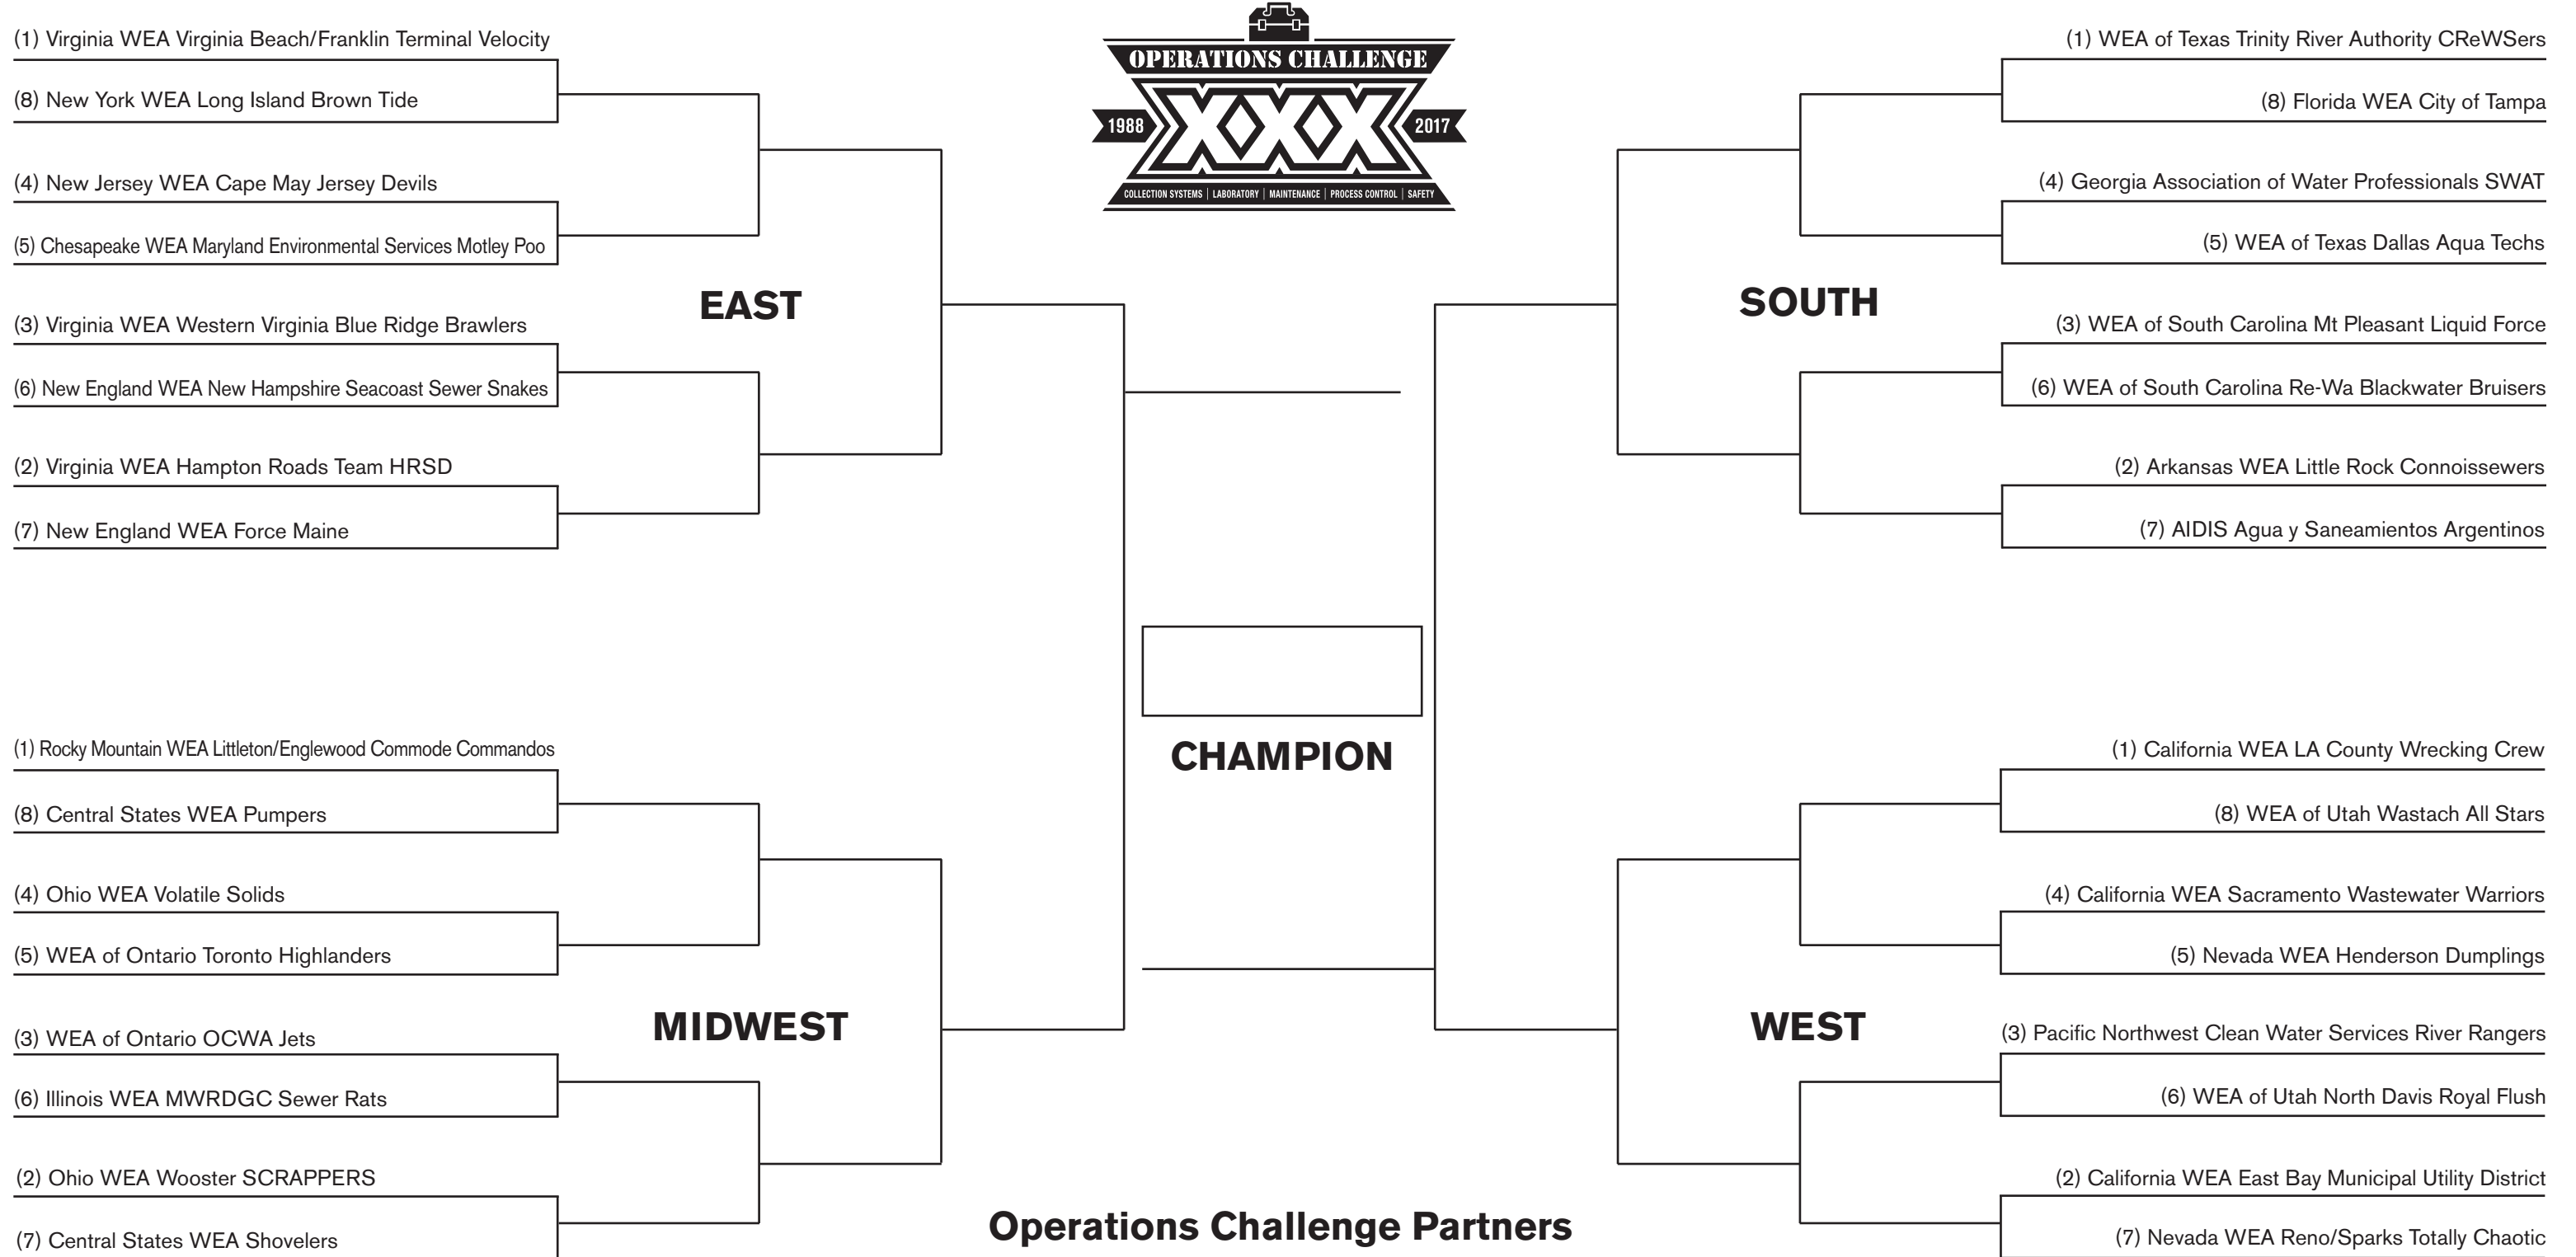 (1) Virginia WEA Virginia Beach/Franklin Terminal Velocity
(8) New York WEA Long Island Brown Tide
(4) New Jersey WEA Cape May Jersey Devils
(5) Chesapeake WEA Maryland Environmental Services Motley Poo
EAST
(3) Virginia WEA Western Virginia Blue Ridge Brawlers
(6) New England WEA New Hampshire Seacoast Sewer Snakes
(2) Virginia WEA Hampton Roads Team HRSD
(7) New England WEA Force Maine
OPERATIONS CHALLENGE
1988
XXX
2017
COLLECTION SYSTEMS | LABORATORY | MAINTENANCE | PROCESS CONTROL | SAFETY
(1) WEA of Texas Trinity River Authority CReWSers
(8) Florida WEA City of Tampa
(4) Georgia Association of Water Professionals SWAT
(5) WEA of Texas Dallas Aqua Techs
SOUTH
(3) WEA of South Carolina Mt Pleasant Liquid Force
(6) WEA of South Carolina Re-Wa Blackwater Bruisers
(2) Arkansas WEA Little Rock Connoissewers
(7) AIDIS Agua y Saneamientos Argentinos
CHAMPION
(1) Rocky Mountain WEA Littleton/Englewood Commode Commandos
(8) Central States WEA Pumpers
(4) Ohio WEA Volatile Solids
(5) WEA of Ontario Toronto Highlanders
MIDWEST
(3) WEA of Ontario OCWA Jets
(6) Illinois WEA MWRDGC Sewer Rats
(2) Ohio WEA Wooster SCRAPPERS
(7) Central States WEA Shovelers
(1) California WEA LA County Wrecking Crew
(8) WEA of Utah Wastach All Stars
(4) California WEA Sacramento Wastewater Warriors
(5) Nevada WEA Henderson Dumplings
WEST
(3) Pacific Northwest Clean Water Services River Rangers
(6) WEA of Utah North Davis Royal Flush
(2) California WEA East Bay Municipal Utility District
(7) Nevada WEA Reno/Sparks Totally Chaotic
Operations Challenge Partners